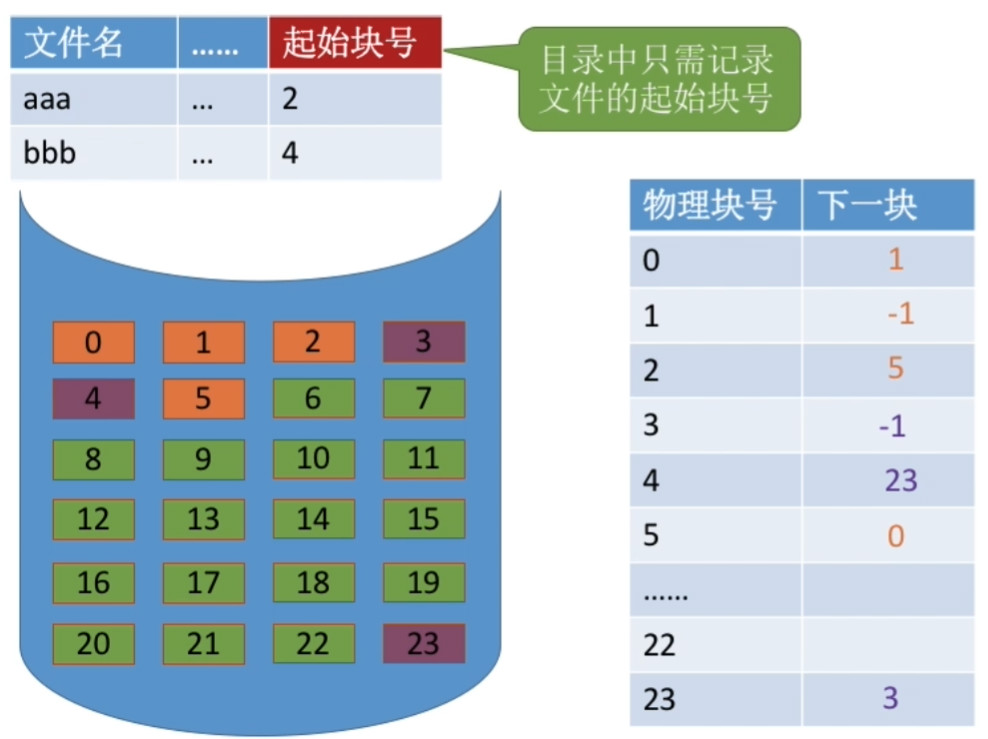 文件名 …… 起始块号
aaa … 2
bbb … 4
目录中只需记录
文件的起始块号
0 1 2 3
4 5 6 7
8 9 10 11
12 13 14 15
16 17 18 19
20 21 22 23
物理块号 下一块
0 1
1 -1
2 5
3 -1
4 23
5 0
……
22
23 3